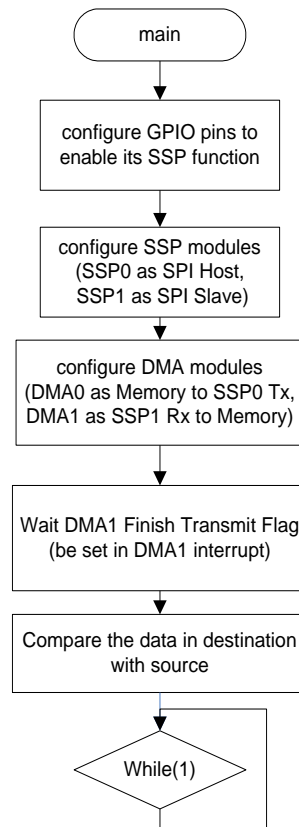 main
configure GPIO pins to
enable its SSP function
configure SSP modules
(SSP0 as SPI Host,
SSP1 as SPI Slave)
configure DMA modules
(DMA0 as Memory to SSP0 Tx,
DMA1 as SSP1 Rx to Memory)
Wait DMA1 Finish Transmit Flag
(be set in DMA1 interrupt)
Compare the data in destination
with source
While(1)